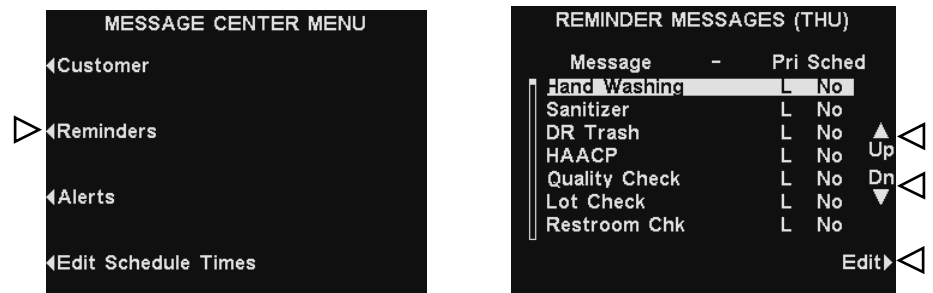 MESSAGE CENTER MENU
Customer
Reminders
Alerts
Edit Schedule Times
REMINDER MESSAGES (THU)
Message - Pri Sched
Hand Washing L No
Sanitizer L No
DR Trash L No
HAACP L No
Up
Quality Check L No
Dn
Lot Check L No
Restroom Chk L No
Edit